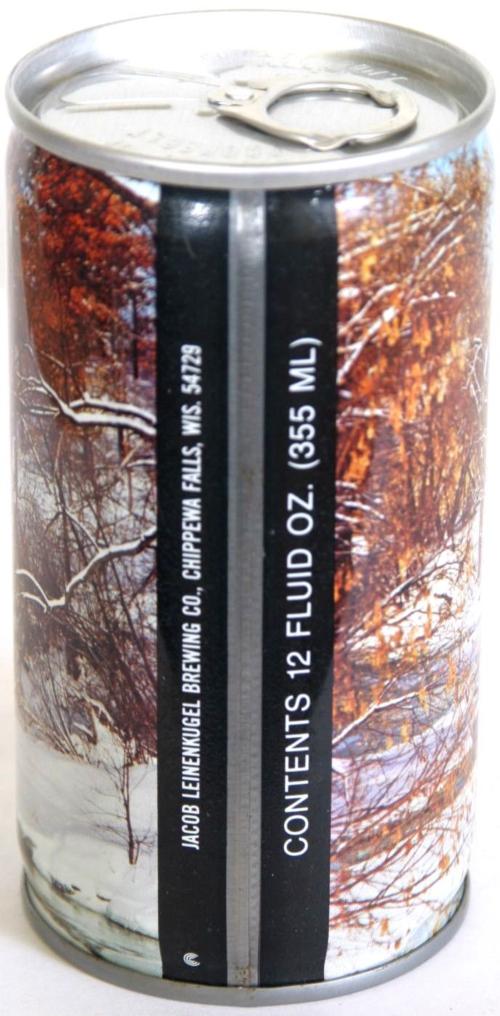 JACOB LEINENKUGEL BREWING CO., CHIPPEWA FALLS, WIS. 54729
CONTENTS 12 FLUID OZ. (355 ML)